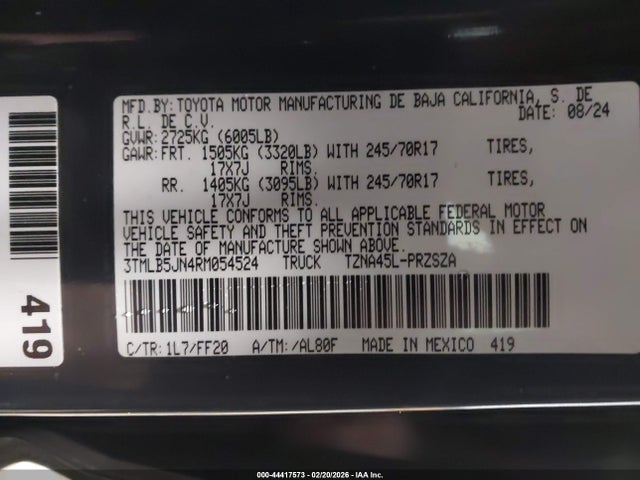 MFD.BY:TOYOTA MOTOR MANUFACTURING DE BAJA CALIFORNIA, S. DE
R.L. DE C.V. DATE: 08/24
GVWR:2725KG (6005LB)
GAWR:FRT. 1505KG (3320LB) WITH 245/70R17 TIRES,
17X7J RIMS.
RR. 1405KG (3095LB) WITH 245/70R17 TIRES,
17X7J RIMS.
THIS VEHICLE CONFORMS TO ALL APPLICABLE FEDERAL MOTOR
VEHICLE SAFETY AND THEFT PREVENTION STANDARDS IN EFFECT ON
THE DATE OF MANUFACTURE SHOWN ABOVE.
3TMLB5JN4RM054524 TRUCK TZNA45L-PRZSZA
C/TR:1L7/FF20 A/TM:/AL80F MADE IN MEXICO 419
419
000-44417573 - 02/20/2026 - IAA Inc.